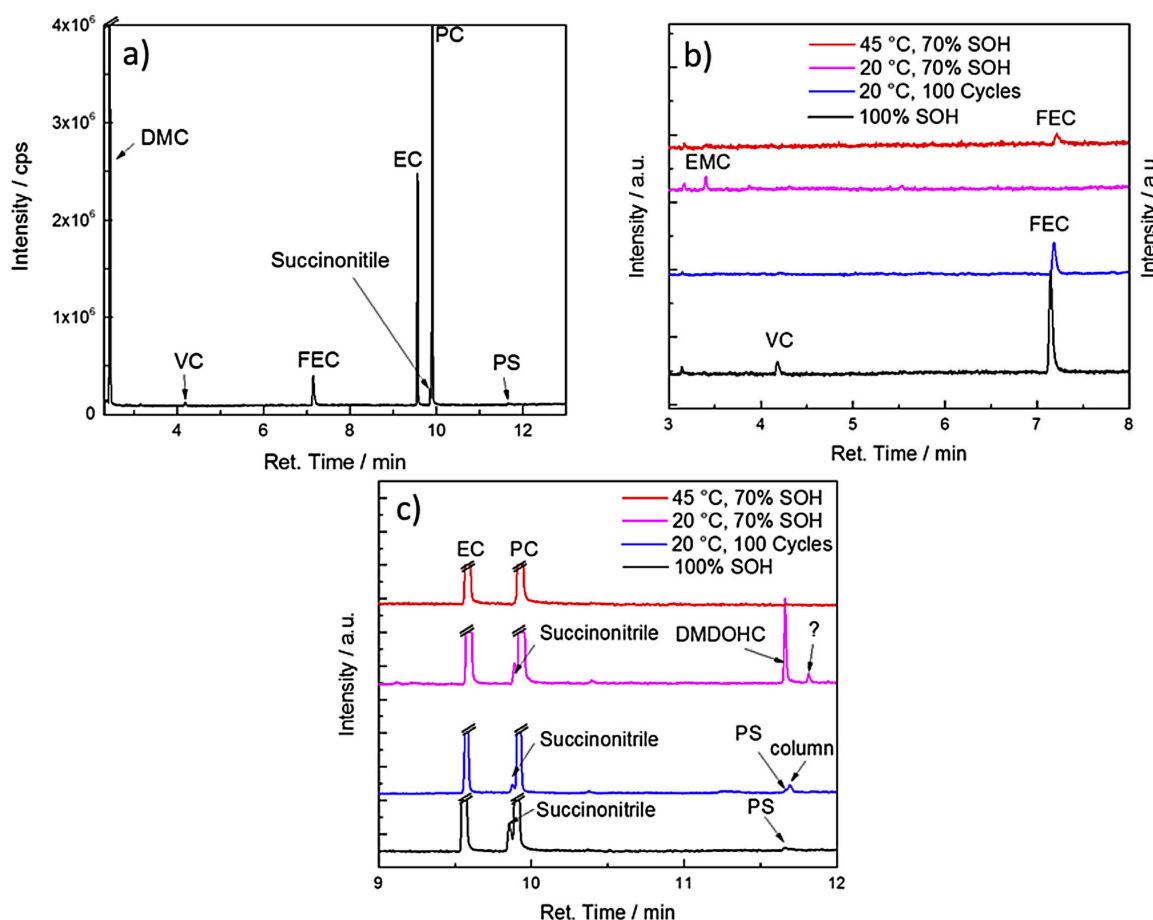 a)
4x10⁶
3x10⁶
2x10⁶
1x10⁶
0
Intensity / cps
DMC
VC
FEC
EC
Succinonitile
PC
PS
4 6 8 10 12
Ret. Time / min
b)
45 °C, 70% SOH
20 °C, 70% SOH
20 °C, 100 Cycles
100% SOH
FEC
EMC
FEC
VC
Intensity / a.u.
Intensity / a.u.
3 4 5 6 7 8
Ret. Time / min
c)
45 °C, 70% SOH
20 °C, 70% SOH
20 °C, 100 Cycles
100% SOH
EC PC
Succinonitrile
DMDOHC
?
Succinonitrile
PS
column
Succinonitrile
PS
Intensity / a.u.
9 10 11 12
Ret. Time / min